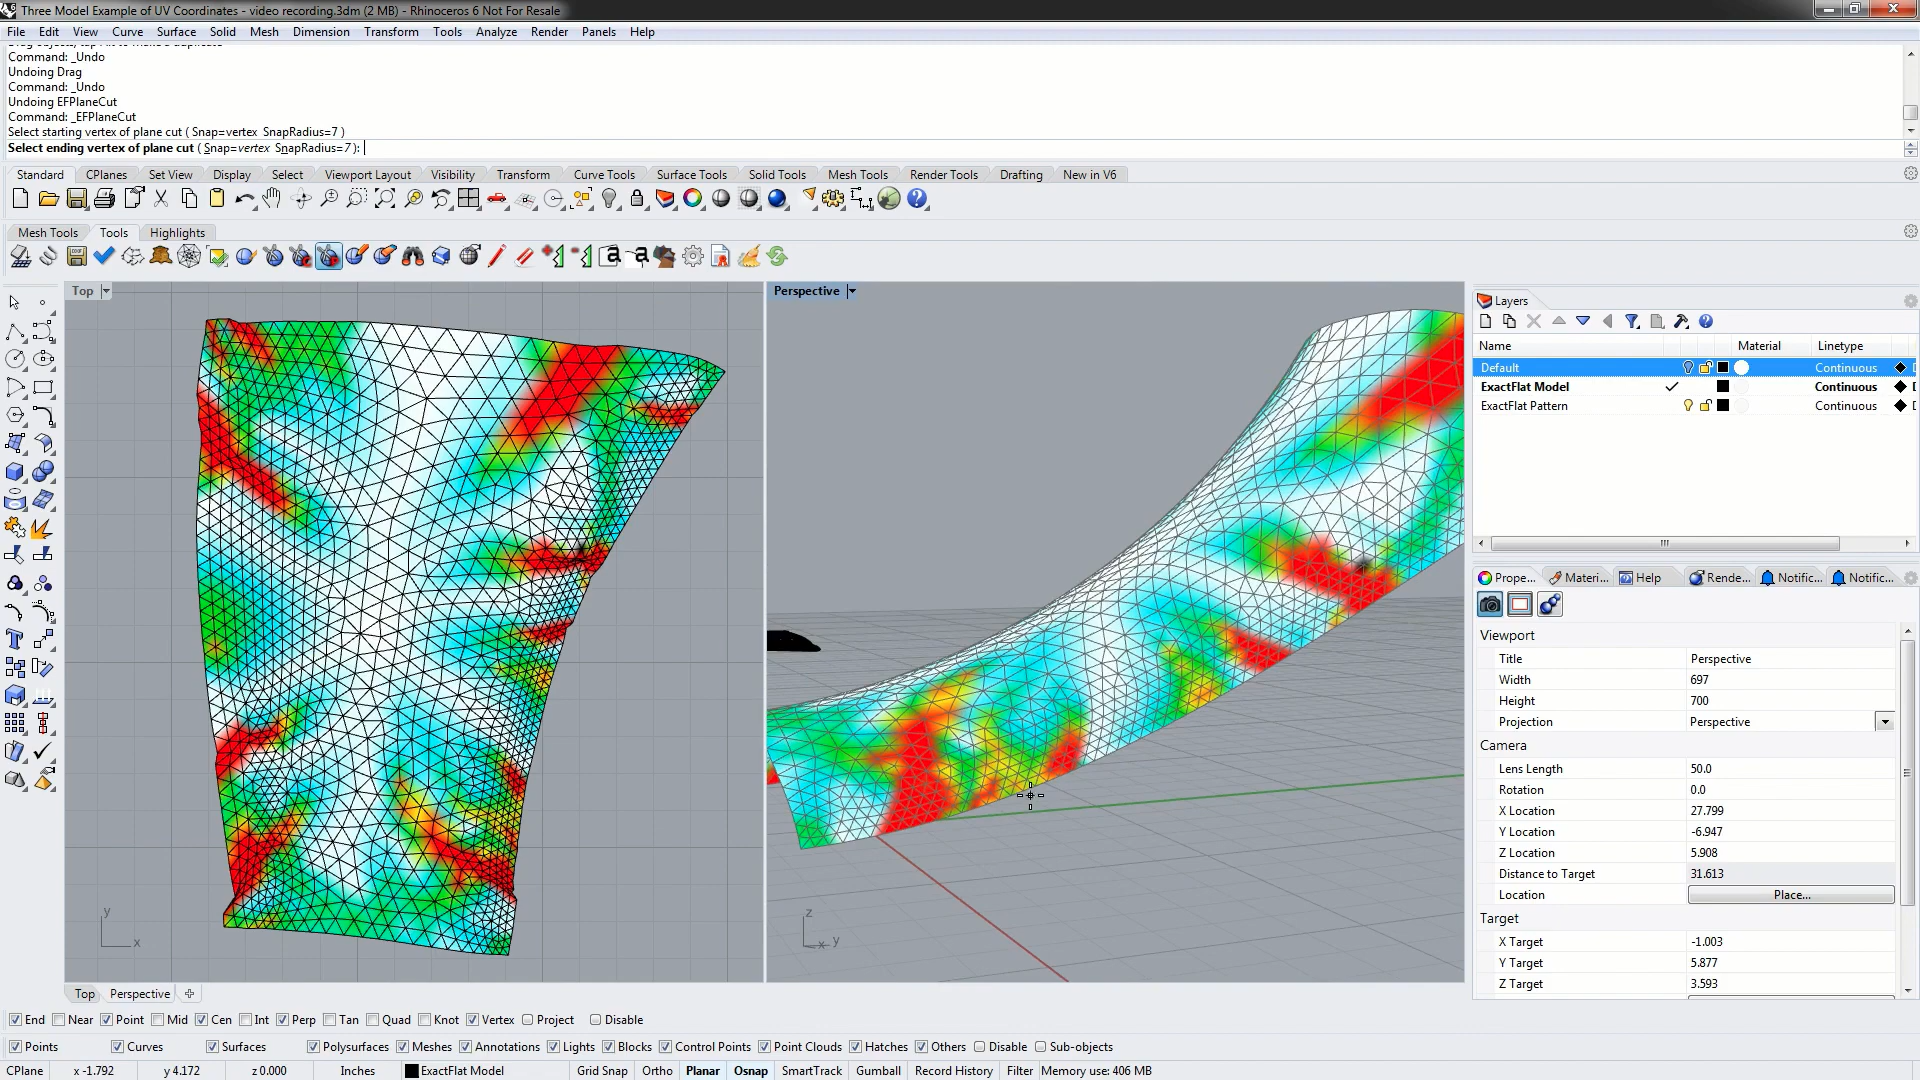 Three Model Example of UV Coordinates - video recording.3dm (2 MB) - Rhinoceros 6 Not For Resale
File Edit View Curve Surface Solid Mesh Dimension Transform Tools Analyze Render Panels Help
Command: _Undo
Undoing Drag
Command: _Undo
Undoing EFPlaneCut
Command: _EFPlaneCut
Select starting vertex of plane cut ( Snap=vertex SnapRadius=7 )
Select ending vertex of plane cut ( Snap=vertex SnapRadius=7 ):
Standard CPlanes Set View Display Select Viewport Layout Visibility Transform Curve Tools Surface Tools Solid Tools Mesh Tools Render Tools Drafting New in V6
Mesh Tools Tools Highlights
Top
Perspective
Layers
Name Material Linetype
Default Continuous
ExactFlat Model Continuous
ExactFlat Pattern Continuous
Prope... Materi... Help Rende... Notific... Notific...
Viewport
Title Perspective
Width 697
Height 700
Projection Perspective
Camera
Lens Length 50.0
Rotation 0.0
X Location 27.799
Y Location -6.947
Z Location 5.908
Distance to Target 31.613
Location Place...
Target
X Target -1.003
Y Target 5.877
Z Target 3.593
y
x
z
x y
Top Perspective
End Near Point Mid Cen Int Perp Tan Quad Knot Vertex Project Disable
Points Curves Surfaces Polysurfaces Meshes Annotations Lights Blocks Control Points Point Clouds Hatches Others Disable Sub-objects
CPlane x -1.792 y 4.172 z 0.000 Inches ExactFlat Model Grid Snap Ortho Planar Osnap SmartTrack Gumball Record History Filter Memory use: 406 MB